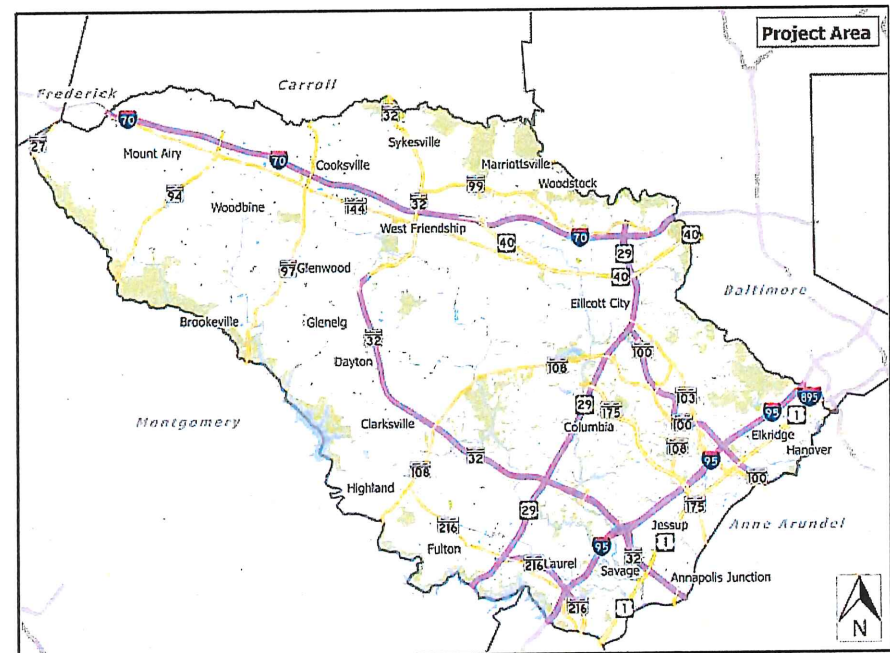 Project Area
Carroll
Frederick
32
70
27
Sykesville
Mount Airy
70
Cooksville
Marriottsville
99
Woodstock
94
32
Woodbine
144
West Friendship
70
40
40
29
97
Glenwood
40
Baltimore
Ellicott City
Brookeville
Glenelg
32
100
Dayton
108
895
103
29
175
95
1
Montgomery
Clarksville
Columbia
100
Elkridge
32
108
Hanover
95
108
100
Highland
29
175
Anne Arundel
216
Jessup
1
Fulton
95
216
Laurel
32
Savage
Annapolis Junction
216
1
N